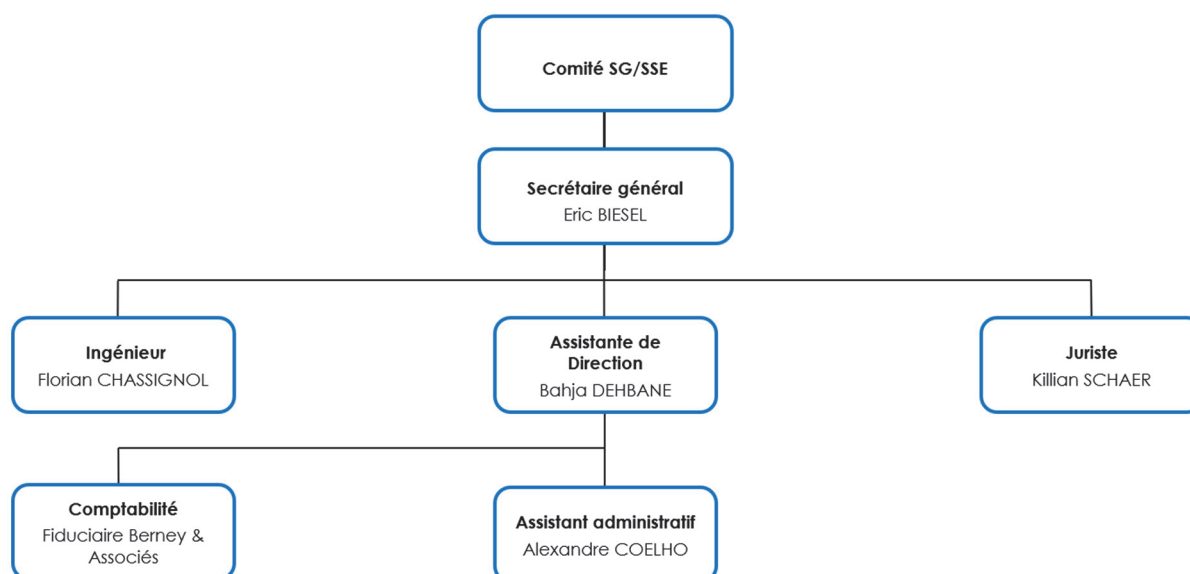 Comité SG/SSE
Secrétaire général
Eric BIESEL
Ingénieur
Florian CHASSIGNOL
Assistante de
Direction
Bahja DEHBANE
Juriste
Killian SCHAER
Comptabilité
Fiduciaire Berney &
Associés
Assistant administratif
Alexandre COELHO